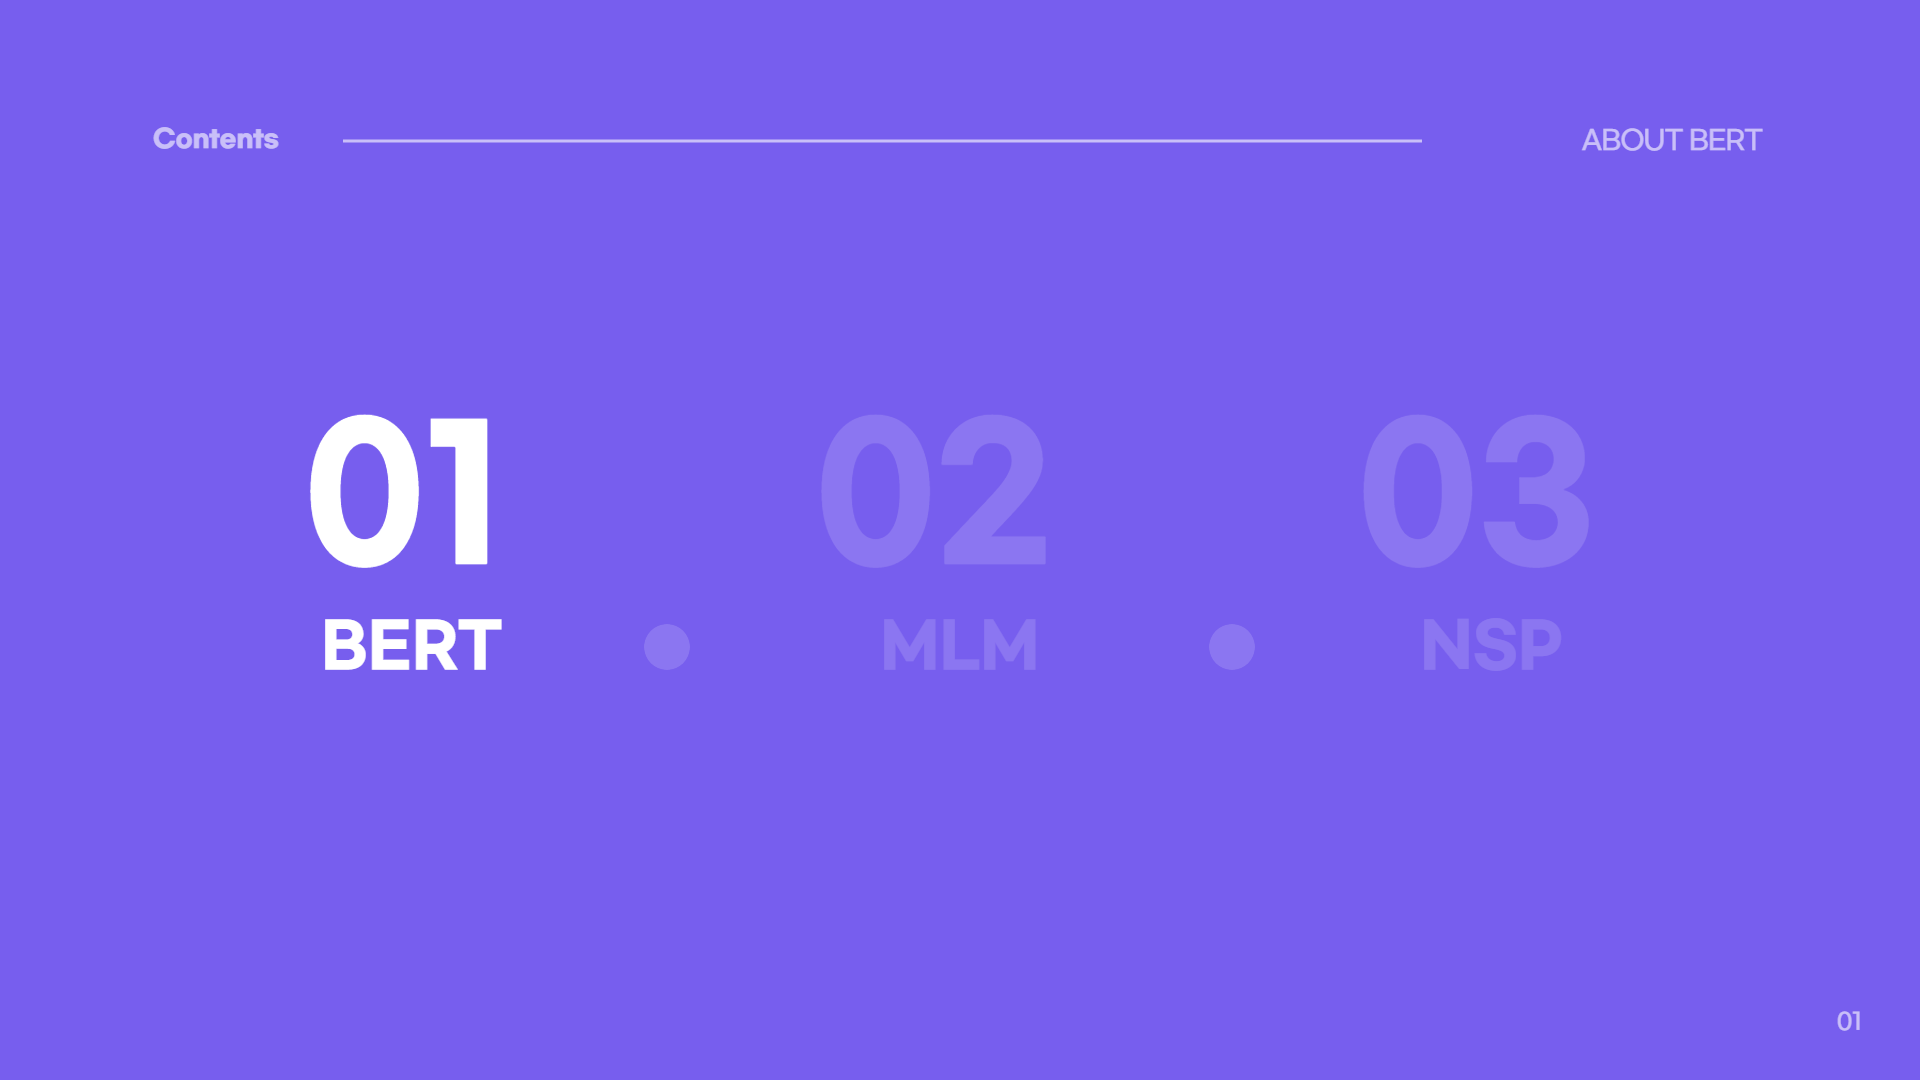 Contents
ABOUT BERT
01
02
03
BERT
MLM
NSP
01